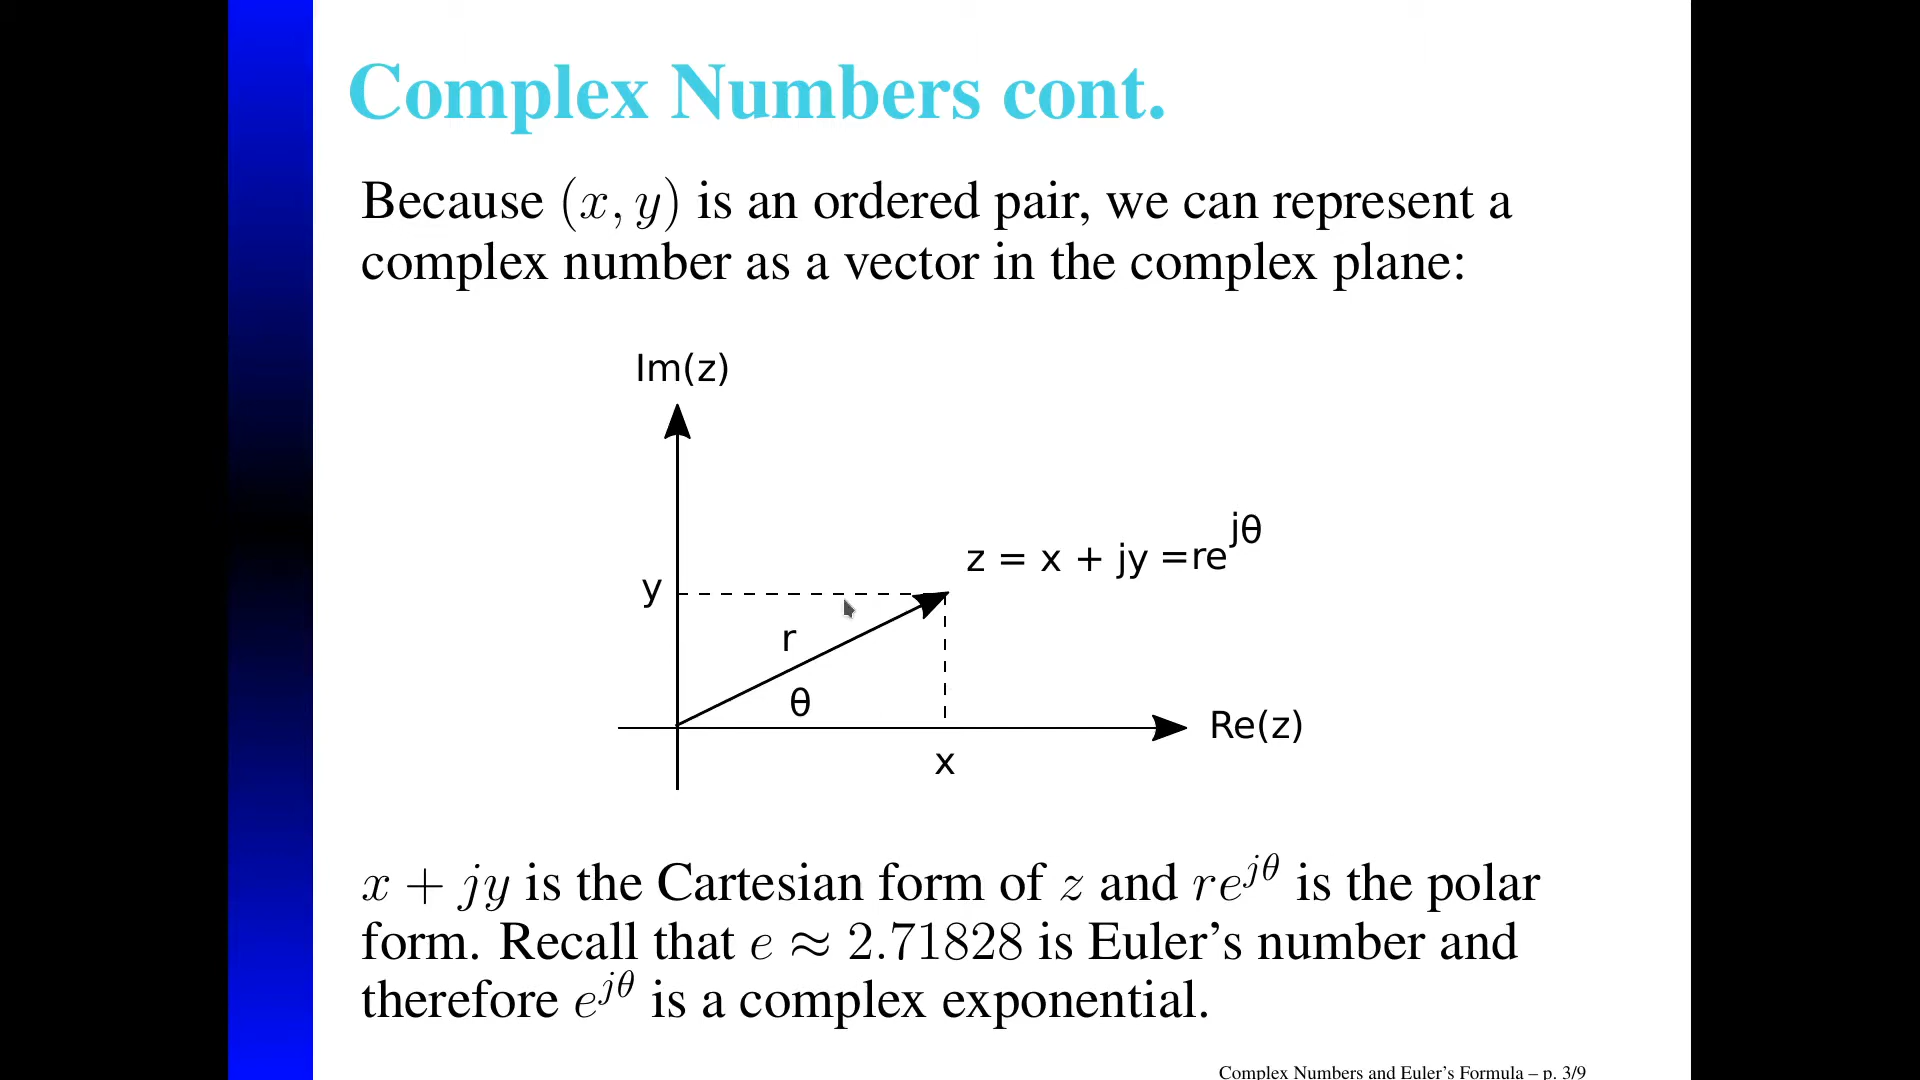 Complex Numbers cont.
Because (x, y) is an ordered pair, we can represent a
complex number as a vector in the complex plane:
Im(z)
z = x + jy =re^jθ
y
r
θ
Re(z)
x
x + jy is the Cartesian form of z and re^jθ is the polar
form. Recall that e ≈ 2.71828 is Euler's number and
therefore e^jθ is a complex exponential.
Complex Numbers and Euler's Formula – p. 3/9